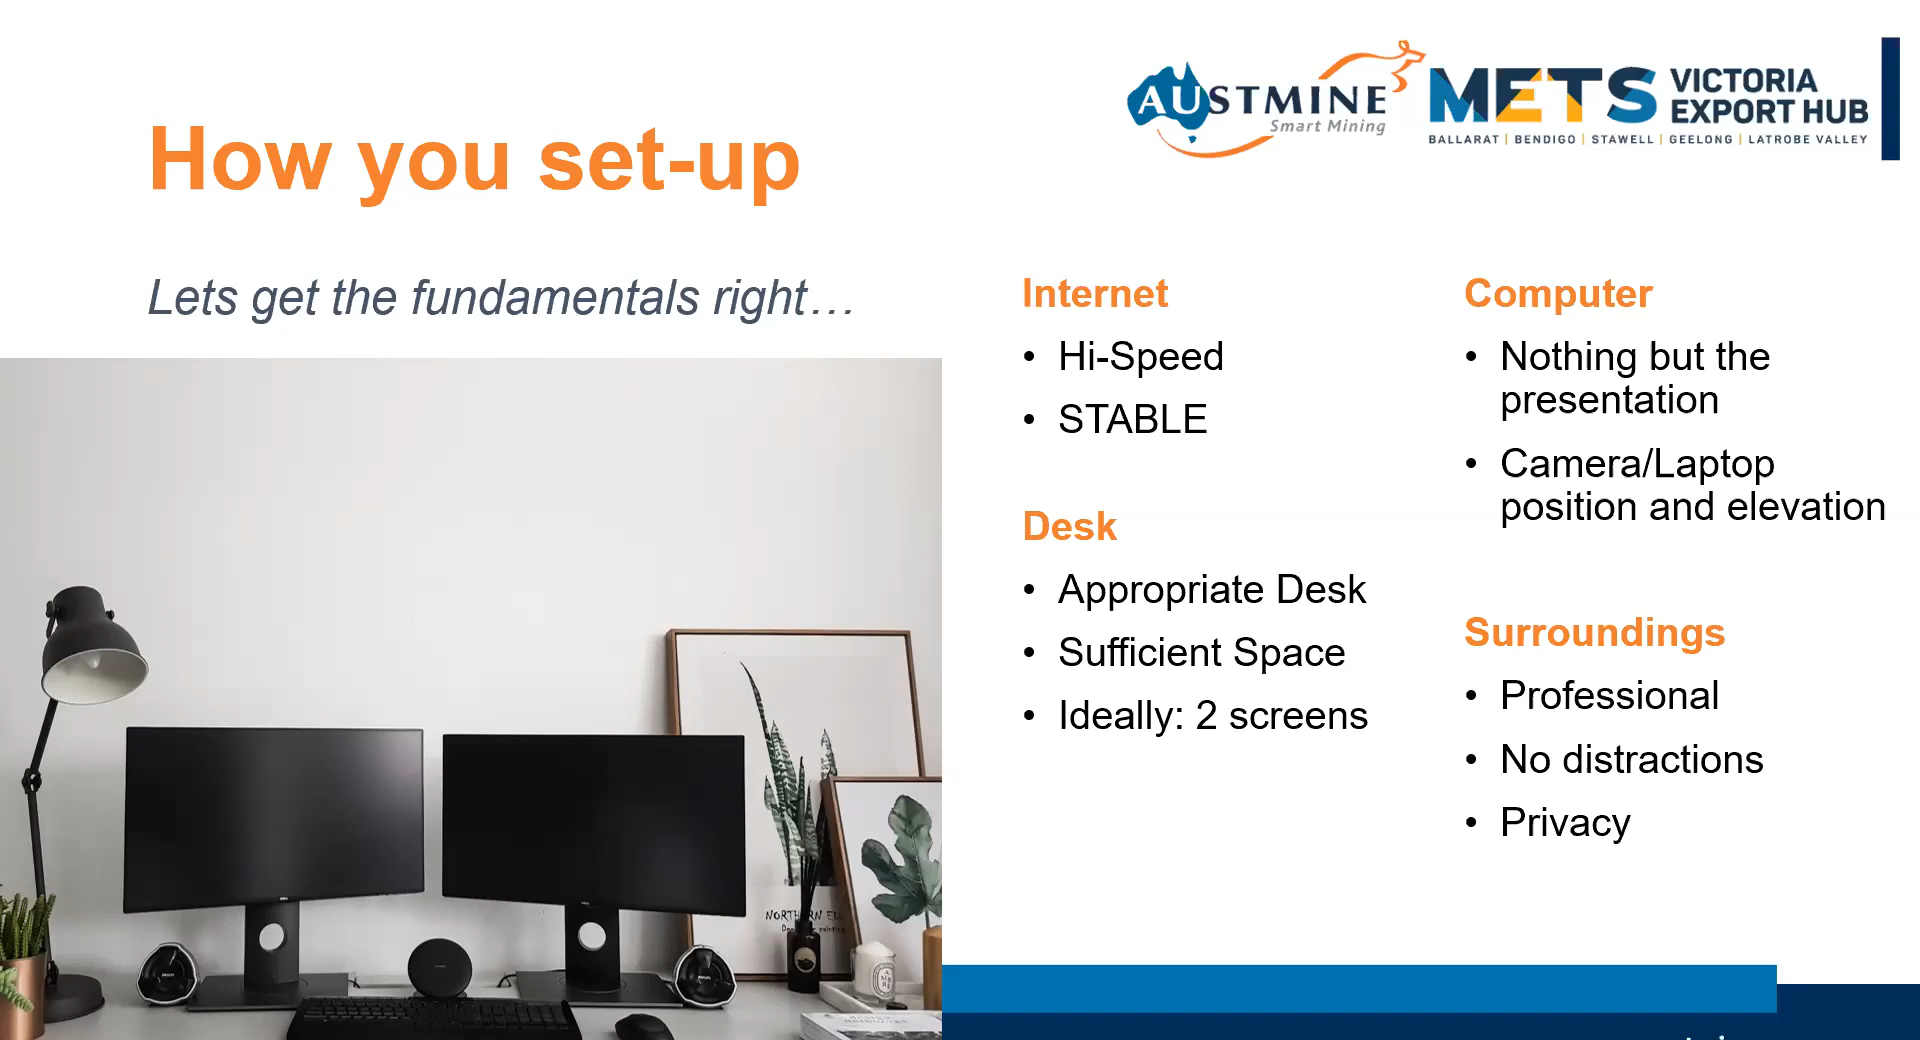 AUSTMINE
Smart Mining
METS VICTORIA EXPORT HUB
BALLARAT | BENDIGO | STAWELL | GEELONG | LATROBE VALLEY
How you set-up
Lets get the fundamentals right…
Internet
• Hi-Speed
• STABLE
Desk
• Appropriate Desk
• Sufficient Space
• Ideally: 2 screens
Computer
• Nothing but the
presentation
• Camera/Laptop
position and elevation
Surroundings
• Professional
• No distractions
• Privacy